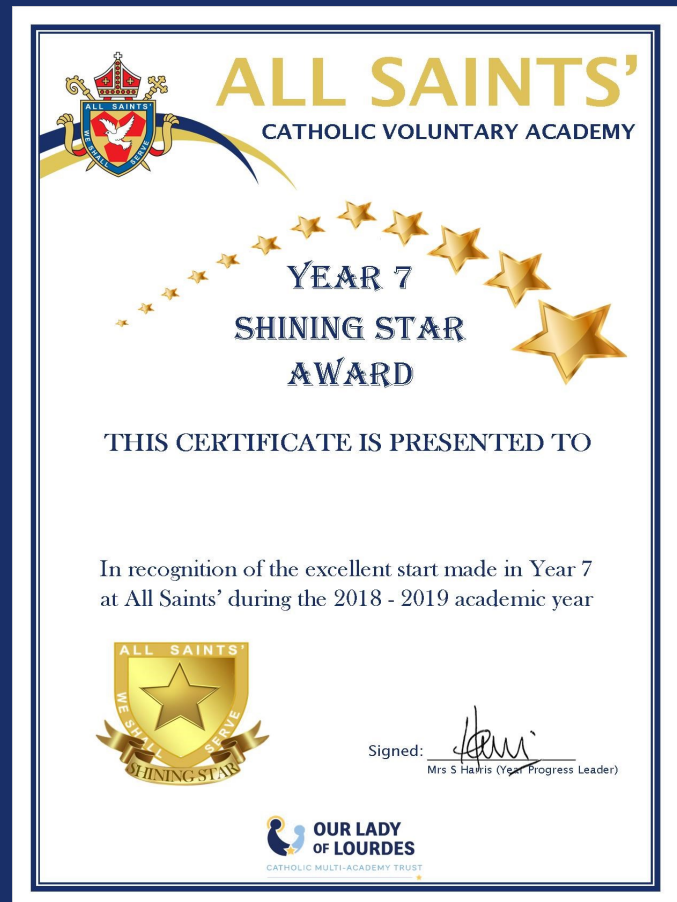 ALL SAINTS'
CATHOLIC VOLUNTARY ACADEMY
ALL SAINTS'
WE SHALL SERVE
YEAR 7
SHINING STAR
AWARD
THIS CERTIFICATE IS PRESENTED TO
In recognition of the excellent start made in Year 7
at All Saints' during the 2018 - 2019 academic year
ALL SAINTS'
WE SHALL SERVE
SHINING STAR
Signed:
Mrs S Harris (Year Progress Leader)
OUR LADY
OF LOURDES
CATHOLIC MULTI-ACADEMY TRUST